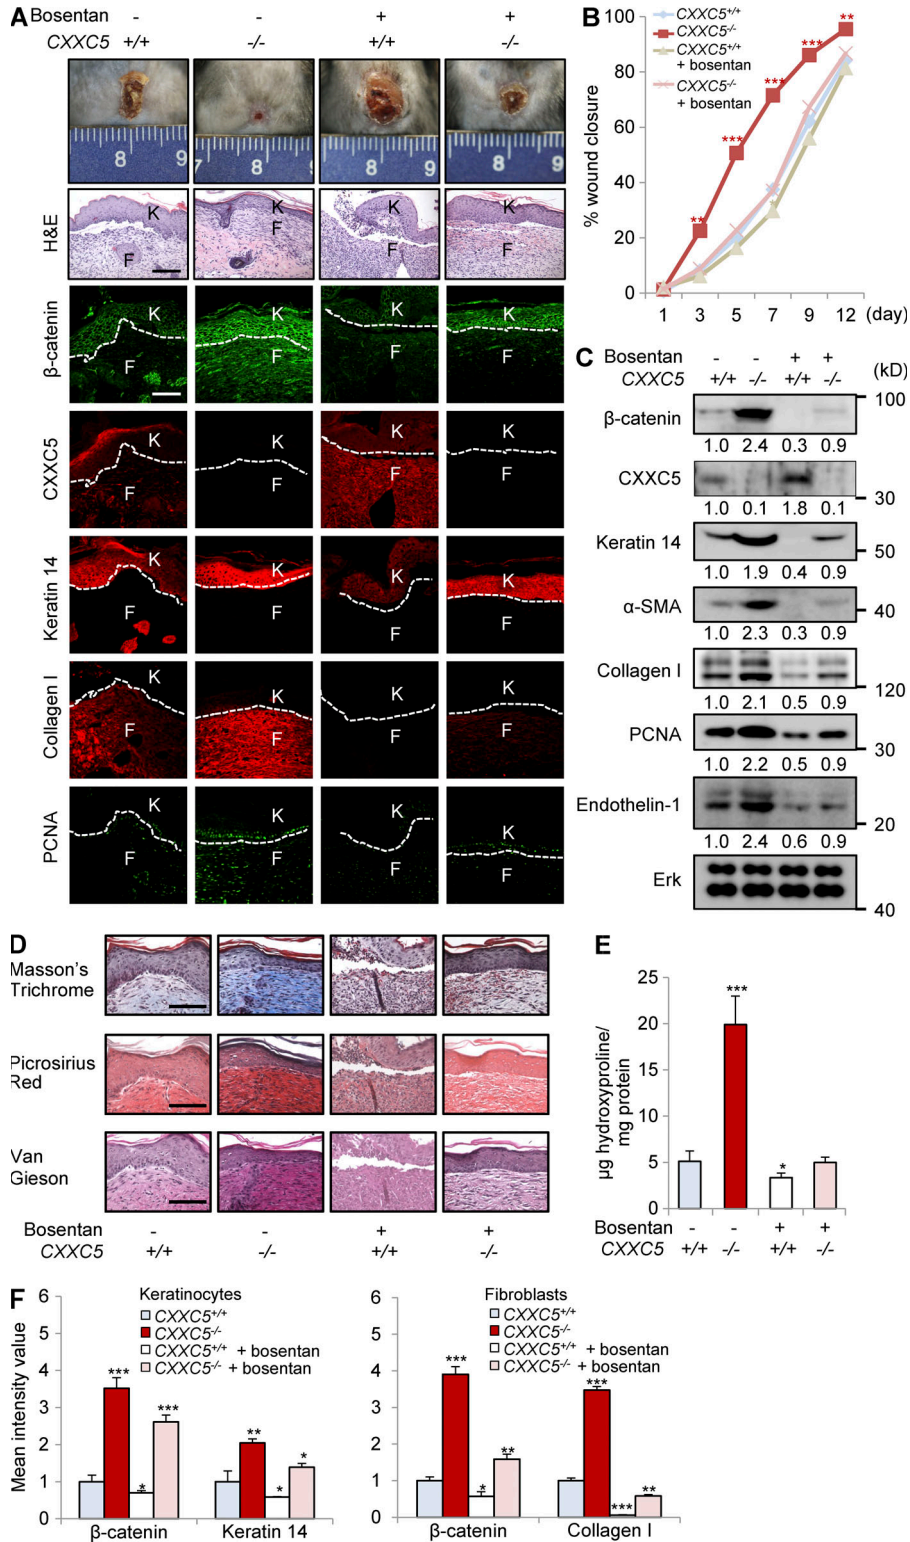 A
Bosentan - - + +
CXXC5 +/+ -/- +/+ -/-
8 9 7 8 9 8 9 8 9
H&E K F K F K F K F
β-catenin K F K F K F K F
CXXC5 K F K F K F K F
Keratin 14 K F K F K F K F
Collagen I K F K F K F K F
PCNA K F K F K F K F
B
CXXC5+/+
CXXC5-/-
CXXC5+/+
+ bosentan
CXXC5-/-
+ bosentan
% wound closure
100
80
60
40
20
0
** *** *** *** **
1 3 5 7 9 12 (day)
C
Bosentan - - + +
CXXC5 +/+ -/- +/+ -/- (kD)
β-catenin 100
1.0 2.4 0.3 0.9
CXXC5 30
1.0 0.1 1.8 0.1
Keratin 14 50
1.0 1.9 0.4 0.9
α-SMA 40
1.0 2.3 0.3 0.9
Collagen I 120
1.0 2.1 0.5 0.9
PCNA 30
1.0 2.2 0.5 0.9
Endothelin-1 20
1.0 2.4 0.6 0.9
Erk 40
D
Masson's
Trichrome
Picrosirius
Red
Van
Gieson
Bosentan - - + +
CXXC5 +/+ -/- +/+ -/-
E
µg hydroxyproline/
mg protein
25
20
15
10
5
0
*** *
Bosentan - - + +
CXXC5 +/+ -/- +/+ -/-
F
Mean intensity value
Keratinocytes
CXXC5+/+
CXXC5-/-
CXXC5+/+ + bosentan
CXXC5-/- + bosentan
6
5
4
3
2
1
0
*** * *** ** * *
β-catenin Keratin 14
Fibroblasts
CXXC5+/+
CXXC5-/-
CXXC5+/+ + bosentan
CXXC5-/- + bosentan
6
5
4
3
2
1
0
*** * ** *** *** **
β-catenin Collagen I